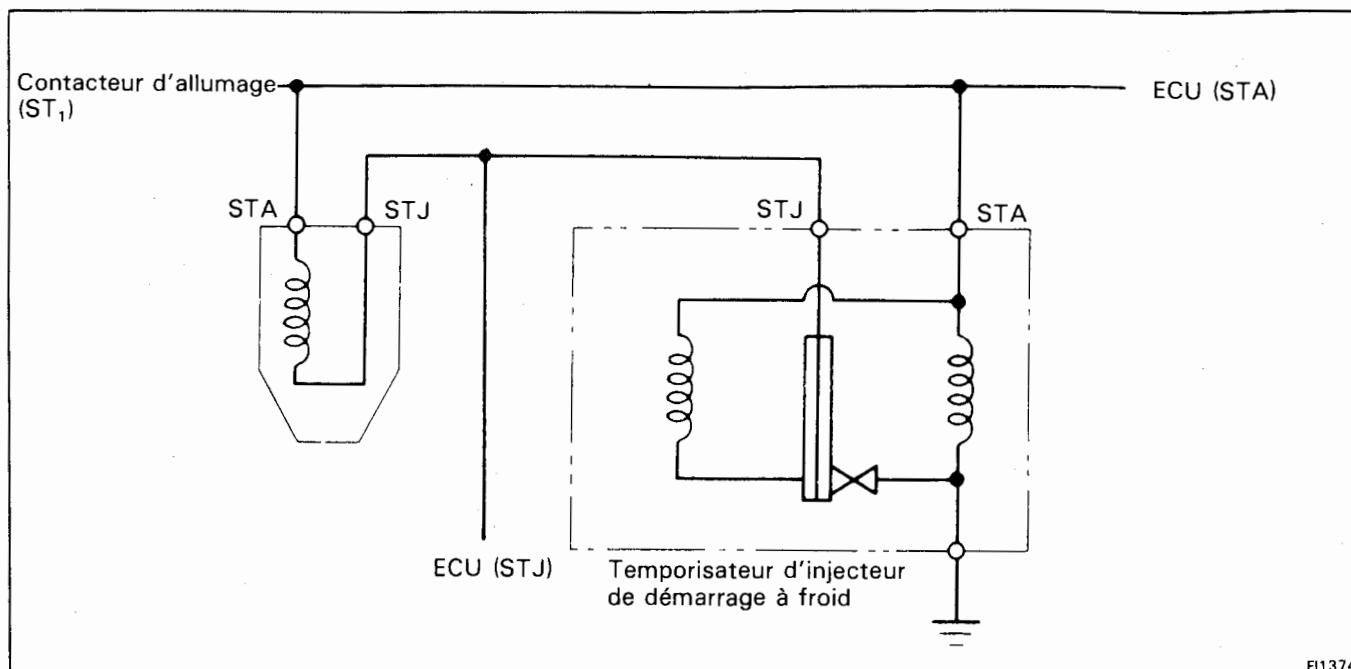 Contacteur d'allumage
(ST₁)
ECU (STA)
STA
STJ
STJ
STA
ECU (STJ)
Temporisateur d'injecteur
de démarrage à froid